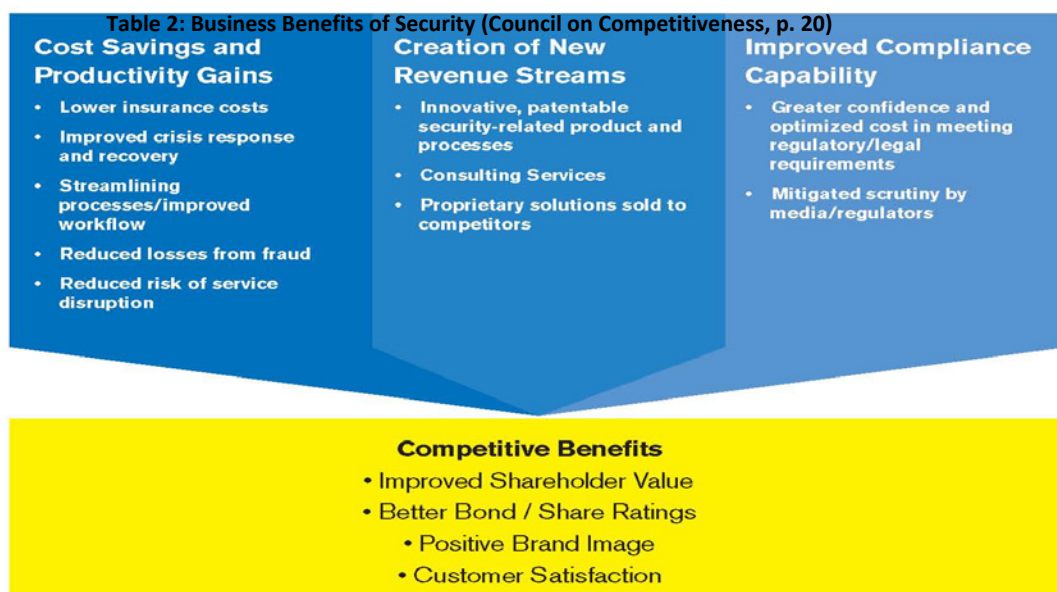 Table 2: Business Benefits of Security (Council on Competitiveness, p. 20)
Cost Savings and
Productivity Gains
• Lower insurance costs
• Improved crisis response
and recovery
• Streamlining
processes/improved
workflow
• Reduced losses from fraud
• Reduced risk of service
disruption
Creation of New
Revenue Streams
• Innovative, patentable
security-related product and
processes
• Consulting Services
• Proprietary solutions sold to
competitors
Improved Compliance
Capability
• Greater confidence and
optimized cost in meeting
regulatory/legal
requirements
• Mitigated scrutiny by
media/regulators
Competitive Benefits
• Improved Shareholder Value
• Better Bond / Share Ratings
• Positive Brand Image
• Customer Satisfaction